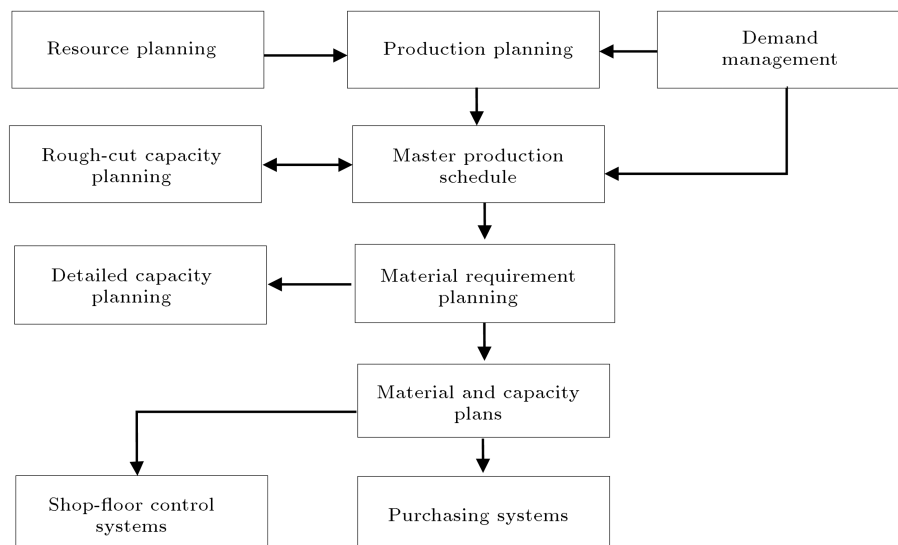 Resource planning
Production planning
Demand
management
Rough-cut capacity
planning
Master production
schedule
Detailed capacity
planning
Material requirement
planning
Material and capacity
plans
Shop-floor control
systems
Purchasing systems